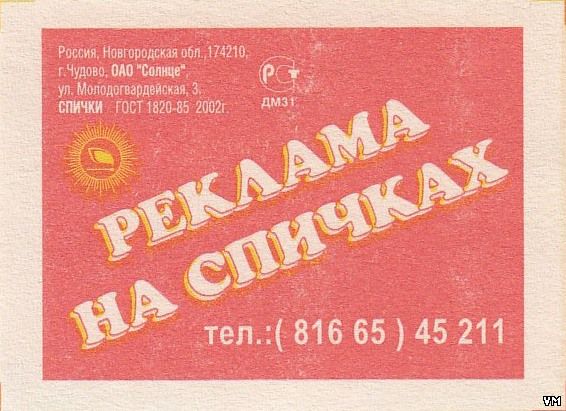 Россия, Новгородская обл.,174210,
г.Чудово, ОАО "Солнце",
ул. Молодогвардейская, 3.
СПИЧКИ ГОСТ 1820-85 2002г.
РСТ
ДМ31
РЕКЛАМА
НА СПИЧКАХ
тел.:( 816 65 ) 45 211
VM